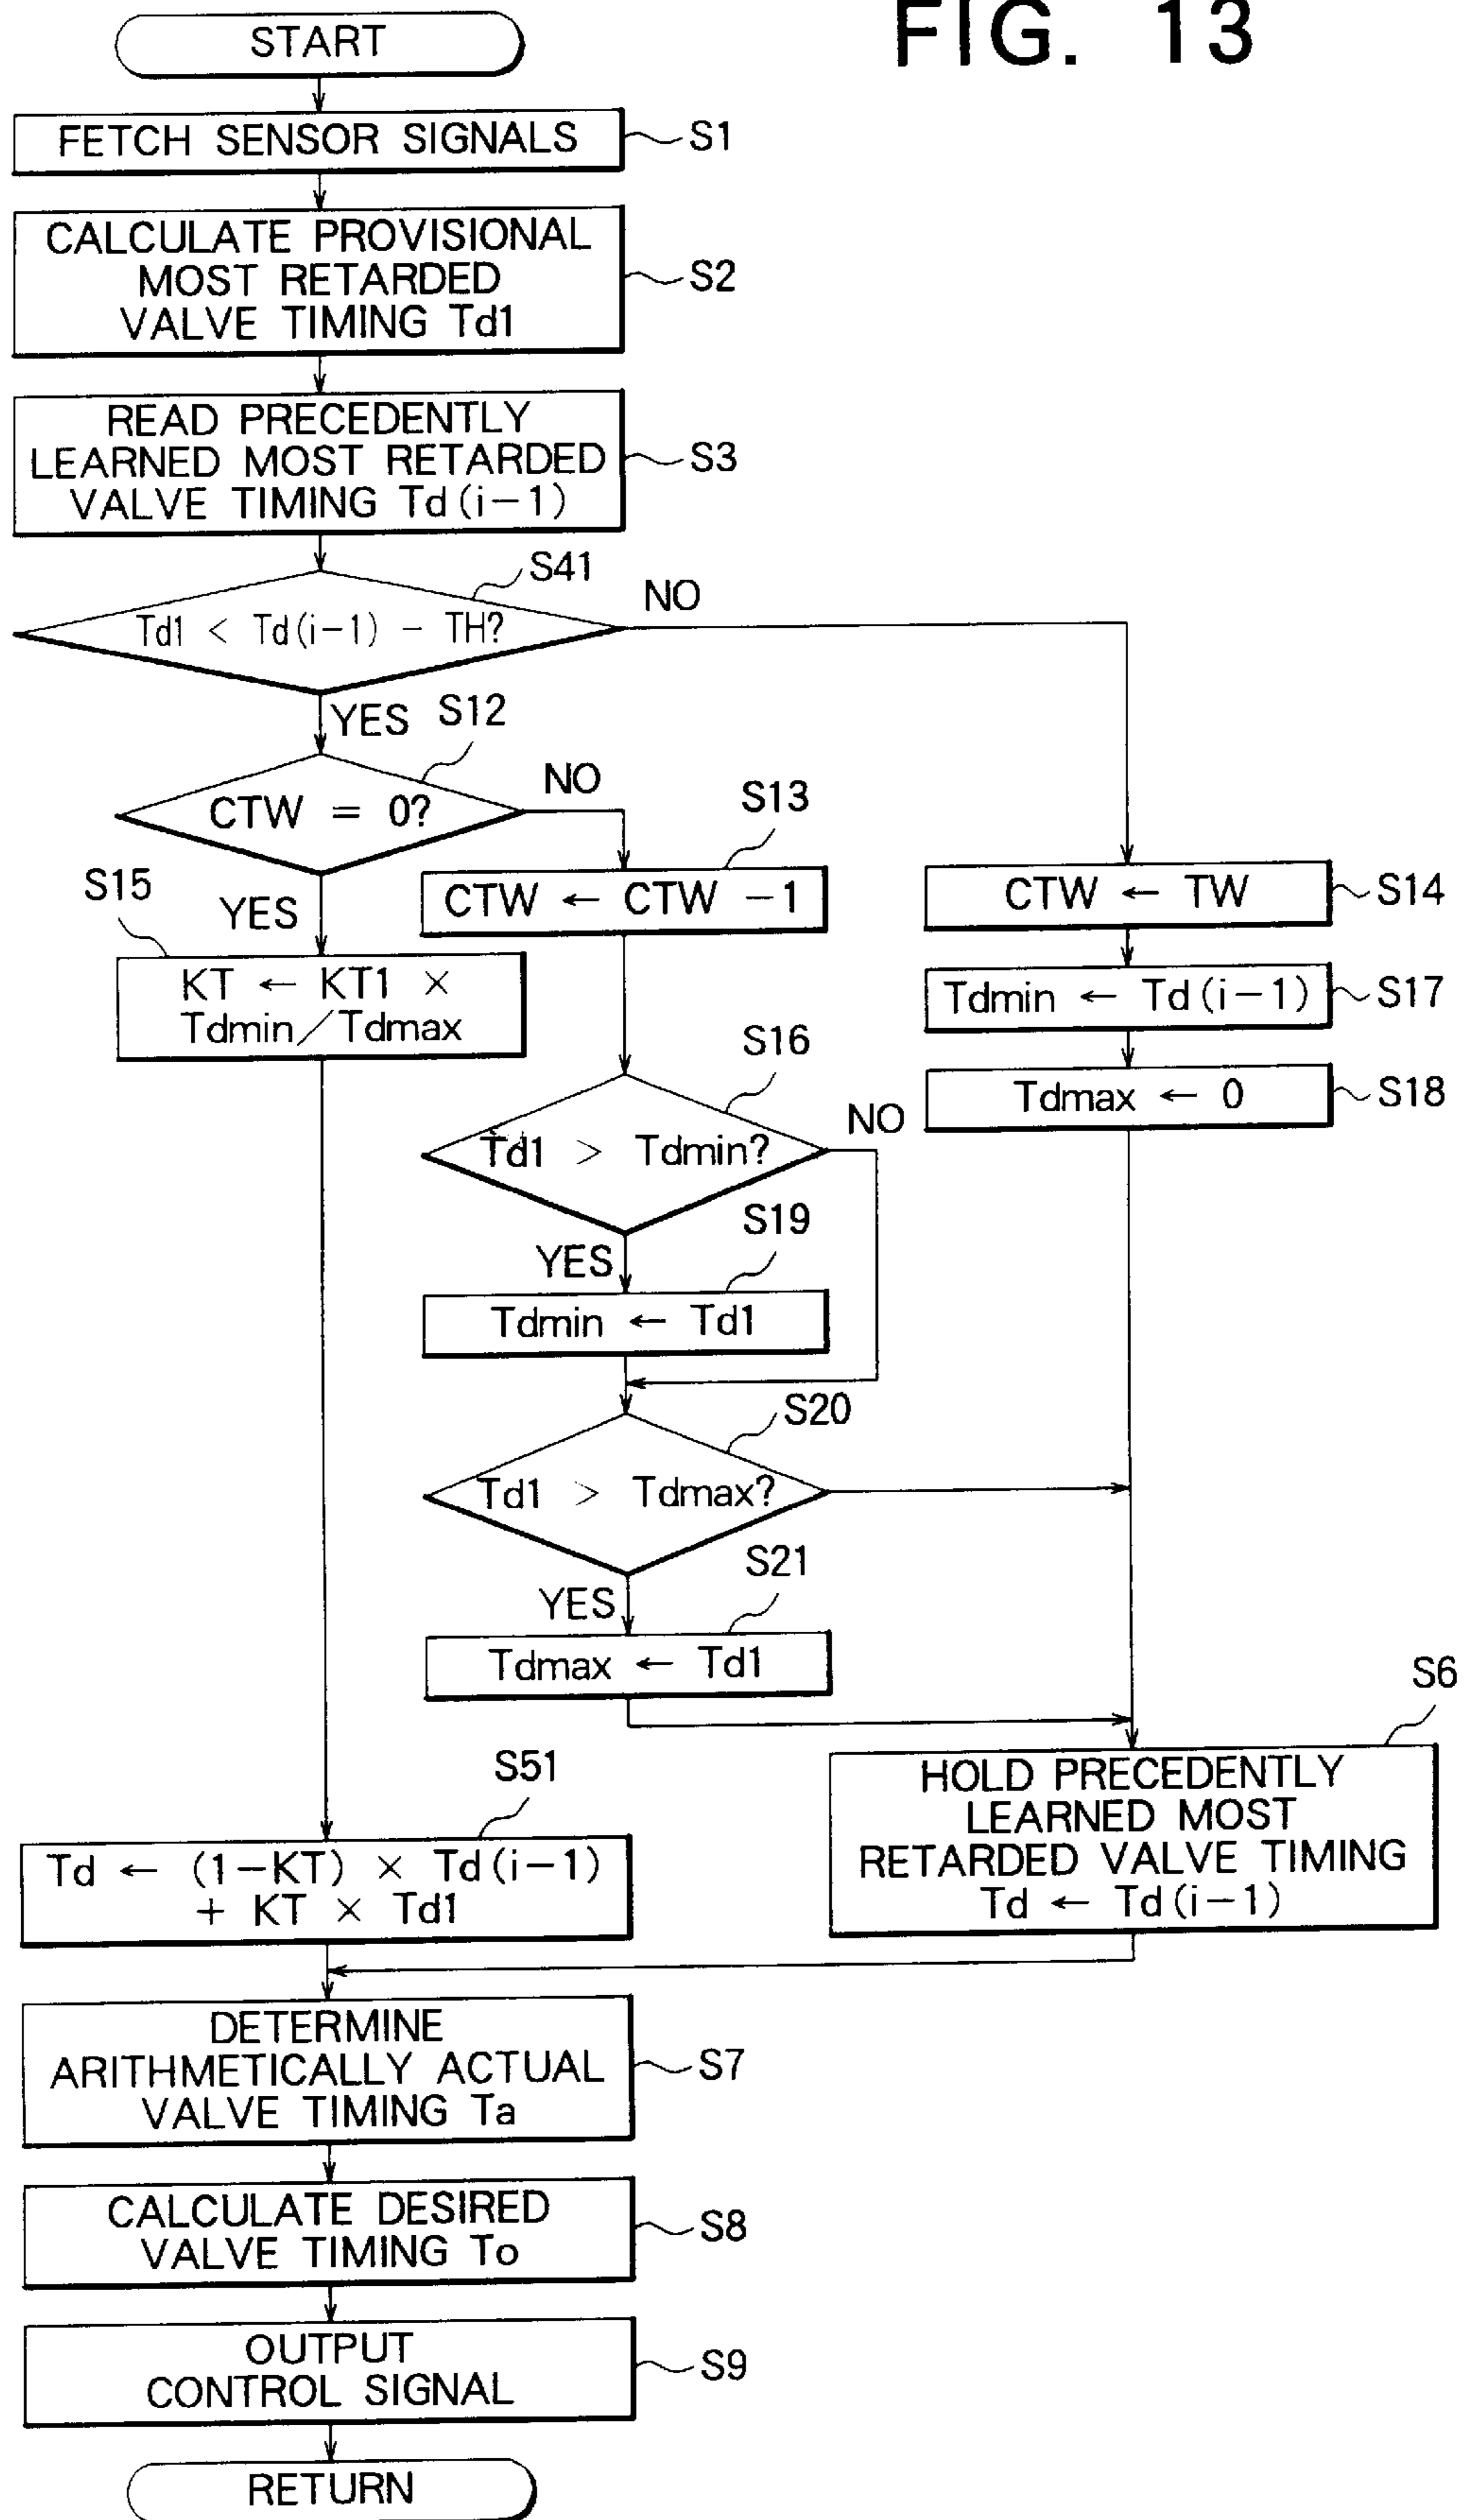 FIG. 13
START
FETCH SENSOR SIGNALS
S1
CALCULATE PROVISIONAL
MOST RETARDED
VALVE TIMING Td1
S2
READ PRECEDENTLY
LEARNED MOST RETARDED
VALVE TIMING Td(i-1)
S3
S41
Td1 < Td(i-1) - TH?
NO
YES
S12
CTW = 0?
NO
S13
CTW ← CTW -1
CTW ← TW
S14
S15
YES
KT ← KT1 ×
Tdmin/Tdmax
Tdmin ← Td(i-1)
S17
S16
Tdmax ← 0
S18
Td1 > Tdmin?
NO
YES
S19
Tdmin ← Td1
S20
Td1 > Tdmax?
YES
S21
Tdmax ← Td1
S6
HOLD PRECEDENTLY
LEARNED MOST
RETARDED VALVE TIMING
Td ← Td(i-1)
S51
Td ← (1-KT) × Td(i-1)
+ KT × Td1
DETERMINE
ARITHMETICALLY ACTUAL
VALVE TIMING Ta
S7
CALCULATE DESIRED
VALVE TIMING To
S8
OUTPUT
CONTROL SIGNAL
S9
RETURN